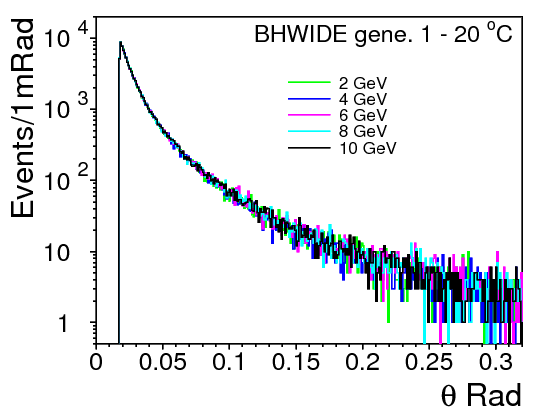 BHWIDE gene. 1 - 20 °C
Events/1mRad
10⁴
10³
10²
10
1
2 GeV
4 GeV
6 GeV
8 GeV
10 GeV
0 0.05 0.1 0.15 0.2 0.25 0.3
θ Rad